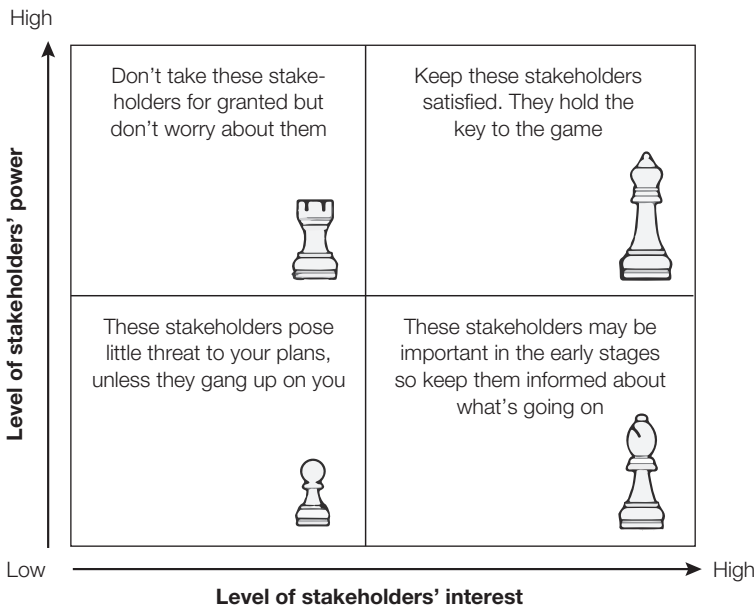 High
Don’t take these stake-
holders for granted but
don’t worry about them
Keep these stakeholders
satisfied. They hold the
key to the game
Level of stakeholders’ power
These stakeholders pose
little threat to your plans,
unless they gang up on you
These stakeholders may be
important in the early stages
so keep them informed about
what’s going on
Low
High
Level of stakeholders’ interest